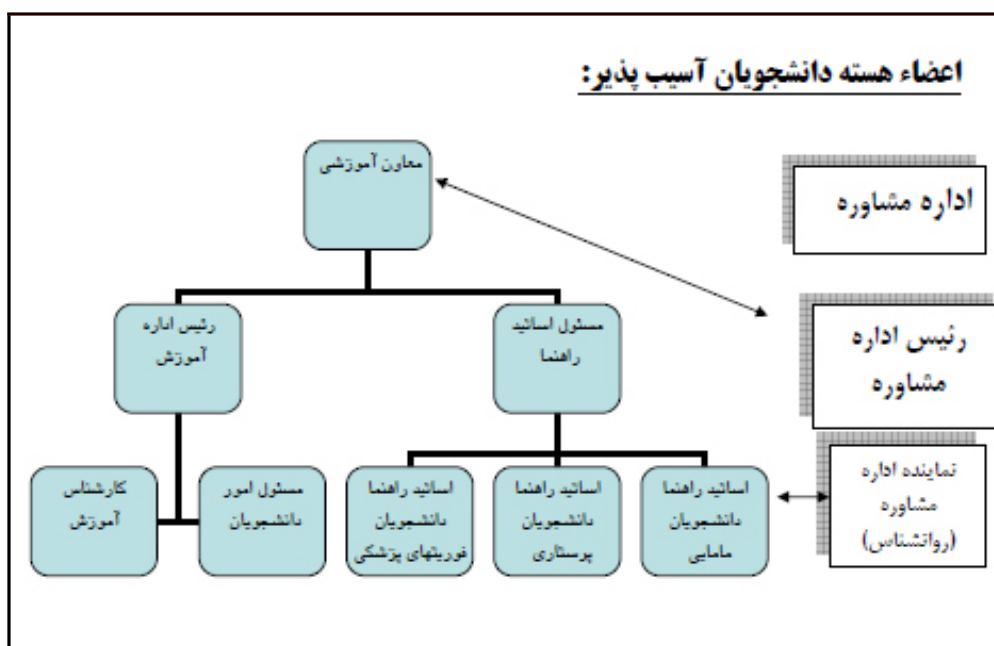 اعضاء هسته دانشجویان آسیب پذیر:
معاون آموزشی
اداره مشاوره
رئیس اداره
مشاوره
مسئول اساتید
راهنما
رئیس اداره
آموزش
نماینده اداره
مشاوره
(روانشناس)
اساتید راهنما
دانشجویان
مامایی
اساتید راهنما
دانشجویان
پرستاری
اساتید راهنما
دانشجویان
فوریتهای پزشکی
مسئول امور
دانشجویان
کارشناس
آموزش